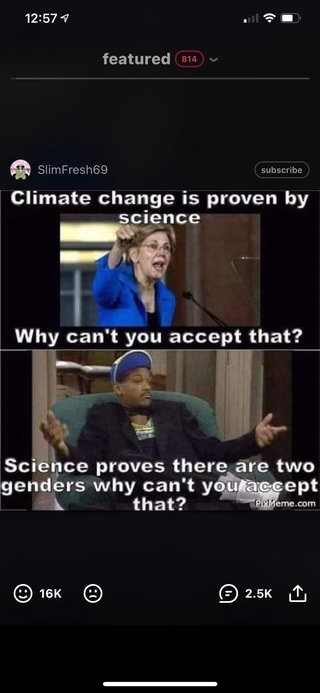 12:57
featured 814
SlimFresh69
subscribe
Climate change is proven by
science
Why can't you accept that?
Science proves there are two
genders why can't you accept
that?
PixMeme.com
16K
2.5K